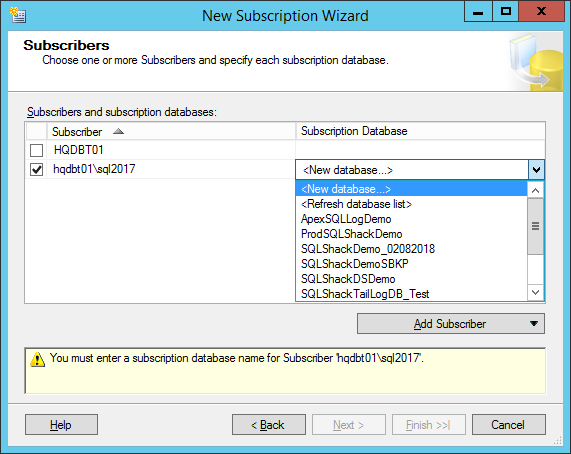 New Subscription Wizard
Subscribers
Choose one or more Subscribers and specify each subscription database.
Subscribers and subscription databases:
Subscriber Subscription Database
HQDBT01
hqdbt01\sql2017 <New database...>
<New database...>
<Refresh database list>
ApexSQLLogDemo
ProdSQLShackDemo
SQLShackDemo_02082018
SQLShackDemoSBKP
SQLShackDSDemo
SQLShackTailLogDB_Test
Add Subscriber
You must enter a subscription database name for Subscriber 'hqdbt01\sql2017'.
Help < Back Next > Finish >>| Cancel